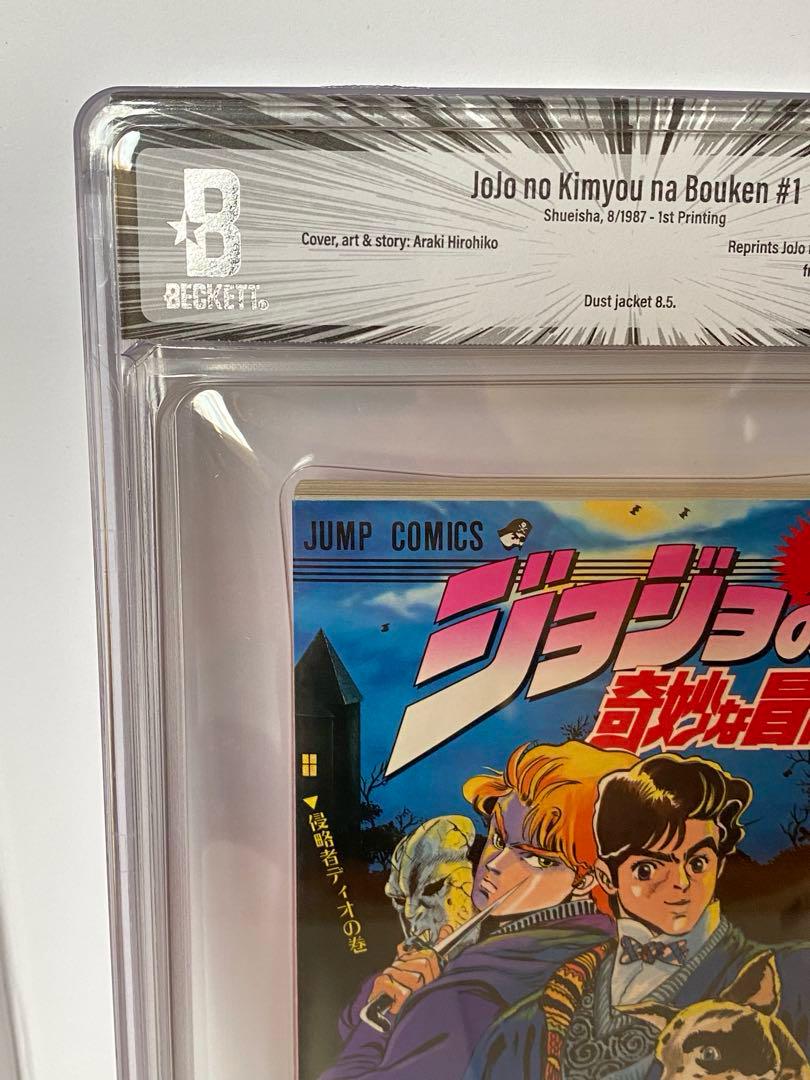 B
BECKETT®
JoJo no Kimyou na Bouken #1
Shueisha, 8/1987 - 1st Printing
Cover, art & story: Araki Hirohiko
Reprints JoJo
Dust jacket 8.5.
JUMP COMICS
ジョジョの
奇妙な冒
▼侵略者ディオの巻